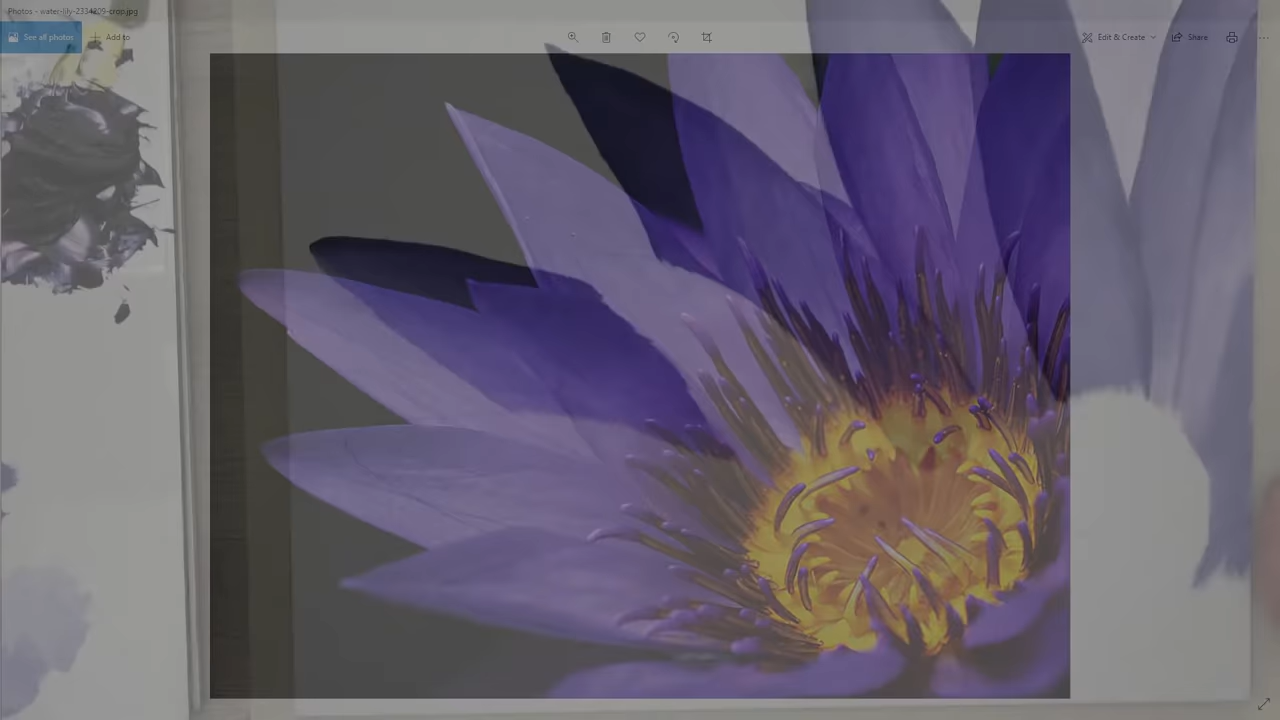 Photos - water-lily-2334209-crop.jpg
See all photos
Add to
Edit & Create
Share